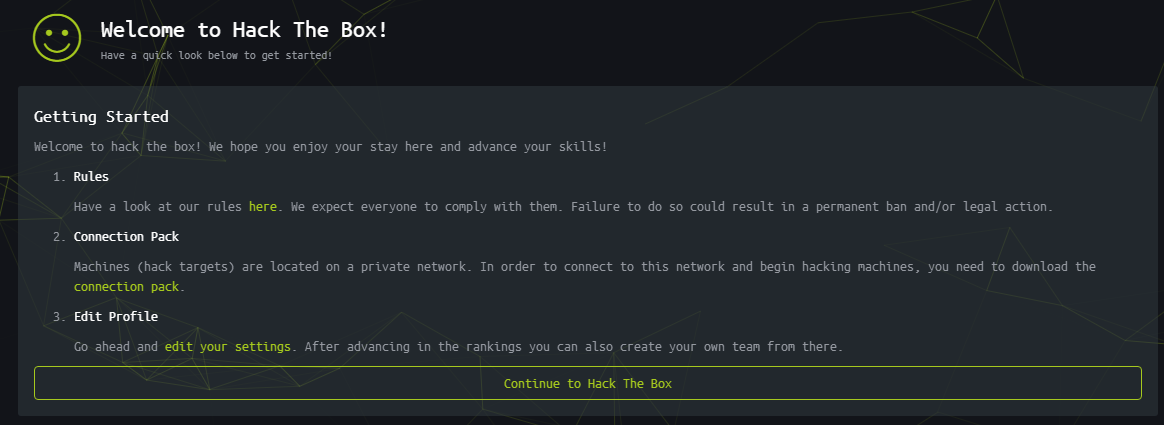 Welcome to Hack The Box!
Have a quick look below to get started!
Getting Started
Welcome to hack the box! We hope you enjoy your stay here and advance your skills!
1. Rules
Have a look at our rules here. We expect everyone to comply with them. Failure to do so could result in a permanent ban and/or legal action.
2. Connection Pack
Machines (hack targets) are located on a private network. In order to connect to this network and begin hacking machines, you need to download the
connection pack.
3. Edit Profile
Go ahead and edit your settings. After advancing in the rankings you can also create your own team from there.
Continue to Hack The Box